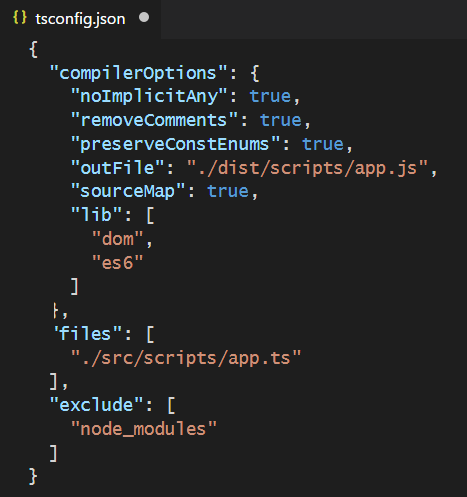 {} tsconfig.json ●
{
  "compilerOptions": {
    "noImplicitAny": true,
    "removeComments": true,
    "preserveConstEnums": true,
    "outFile": "./dist/scripts/app.js",
    "sourceMap": true,
    "lib": [
      "dom",
      "es6"
    ]
  },
  "files": [
    "./src/scripts/app.ts"
  ],
  "exclude": [
    "node_modules"
  ]
}